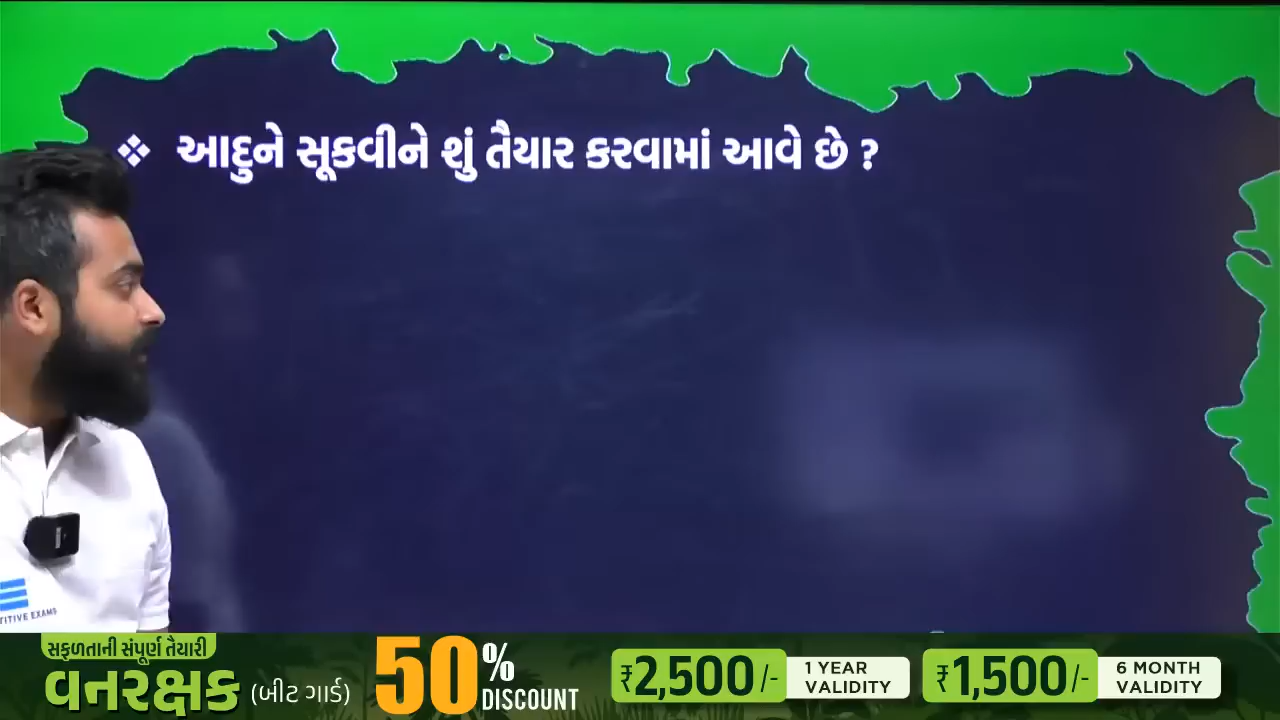 ❖ આદુને સૂકવીને શું તૈયાર કરવામાં આવે છે ?
TITIVE EXAMS
સફળતાની સંપૂર્ણ તૈયારી
વનરક્ષક (બીટ ગાર્ડ)
50% DISCOUNT
₹2,500/- 1 YEAR VALIDITY
₹1,500/- 6 MONTH VALIDITY